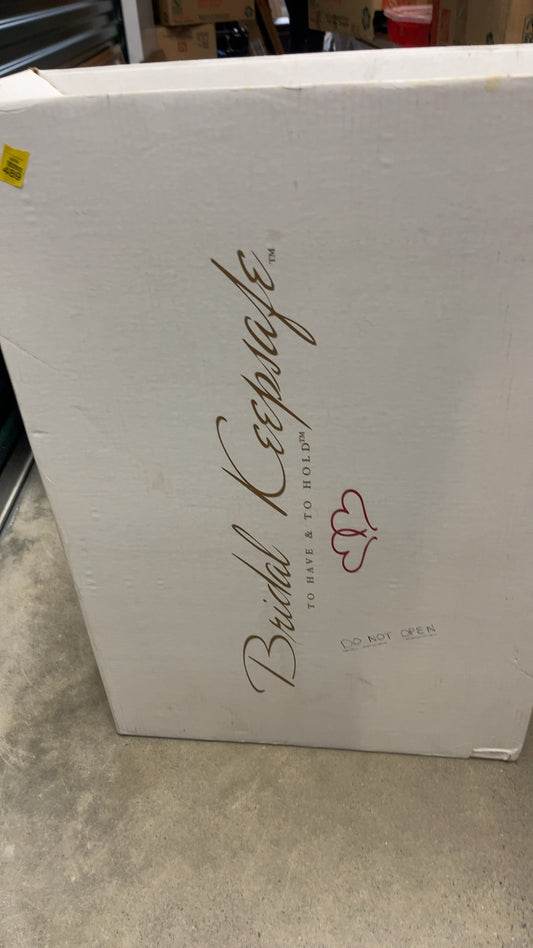 Bridal Keepsafe™
TO HAVE & TO HOLD™
DO NOT OPEN